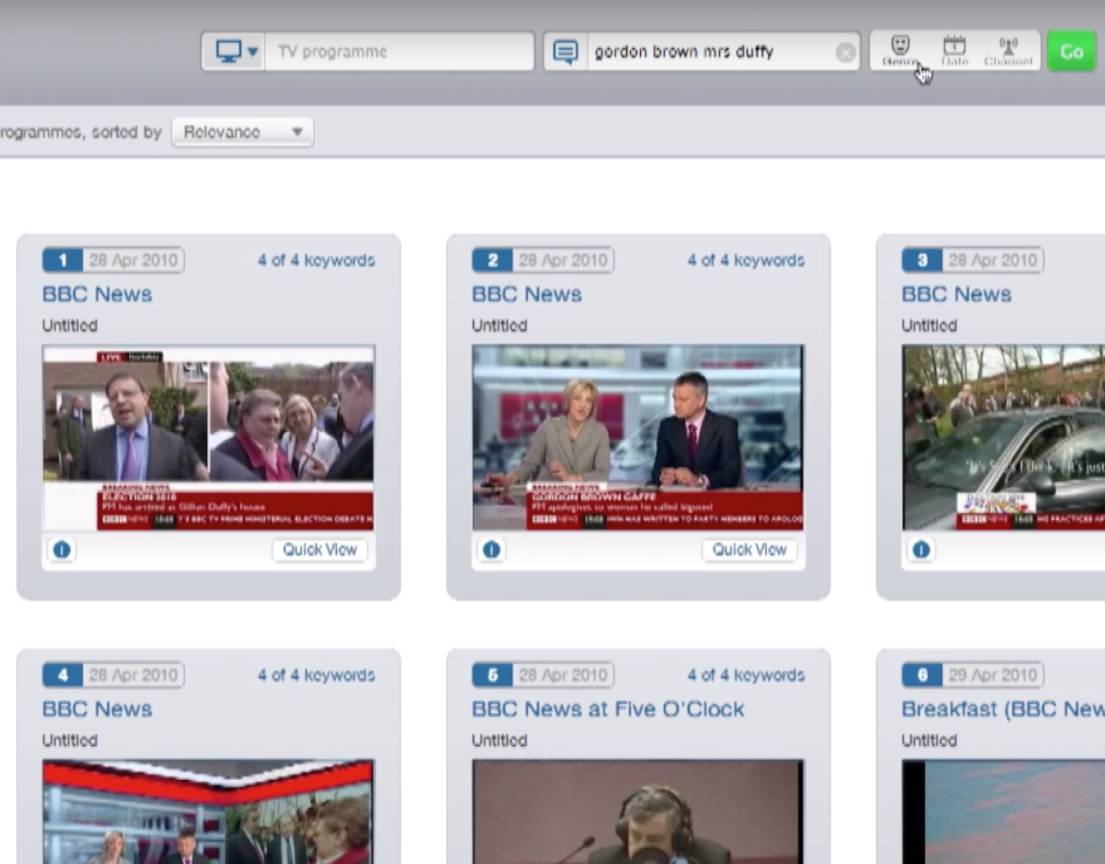 TV programme
gordon brown mrs duffy
Genre Date Channel
Go
rogrammes, sorted by Relevance
1 28 Apr 2010 4 of 4 keywords
BBC News
Untitled
LIVE
ELECTION 2010
PM has arrived at Gillian Duffy's house
BBC NEWS BBC TV PRIME MINISTERIAL ELECTION DEBATE
Quick View
2 28 Apr 2010 4 of 4 keywords
BBC News
Untitled
BREAKING NEWS
GORDON BROWN GAFFE
PM apologises to woman he called bigoted
BBC NEWS HAS WRITTEN TO PARTY MEMBERS TO APOLOG
Quick View
3 28 Apr 2010
BBC News
Untitled
BBC NEWS
4 28 Apr 2010 4 of 4 keywords
BBC News
Untitled
5 28 Apr 2010 4 of 4 keywords
BBC News at Five O'Clock
Untitled
6 29 Apr 2010
Breakfast (BBC New
Untitled